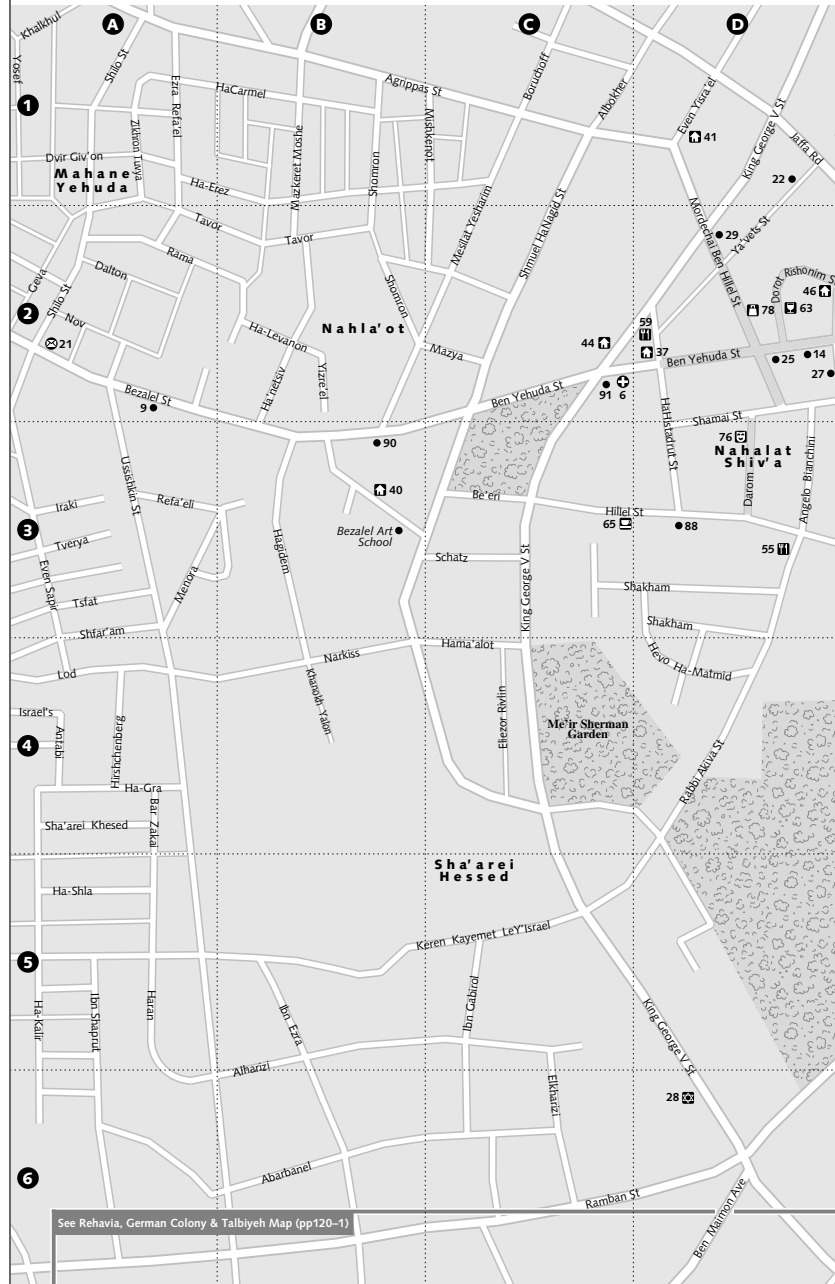 A
B
C
D
Khalkhul
Yosef
Shilo St
Ezra Refa'el
HaCarmel
Agrippas St
Boruchoff
Albokher
Even Yisra'el
King George V St
Jaffa Rd
1
41
22
Zikhron Tuvya
Dvir Giv'on
Mahane
Yehuda
Ha-Erez
Mazkeret Moshe
Shomron
Mishkenot
Mesilat Yesharim
Shmuel HaNagid St
Mordechai Ben Hillel St
29
Ya'vets St
Tavor
Tavor
Rama
Geva
Dalton
Shilo St
Nov
Shomron
Dorot
Rishonim S
46
78
63
2
21
Ha-Levanon
Nahla'ot
Mazya
59
44
37
Ben Yehuda St
25
14
27
Yizre'el
Ha'netsiv
Bezalel St
9
Ben Yehuda St
91
6
HaHistadrut St
Shamai St
76
Nahalat
Shiv'a
Darom
Angelo Bianchini
90
Ussishkin St
Iraki
Refa'eli
40
Be'eri
Hillel St
65
88
3
Bezalel Art
School
Hagidem
Tverya
Even Sapir
Tsfat
Menora
Shfar'am
Schatz
King George V St
55
Shakham
Shakham
Hevo Ha-Matmid
Lod
Narkiss
Hama'alot
Khanokh Yalon
Israel's
Antabi
Hirshchenberg
Eliezor Rivlin
Me'ir Sherman
Garden
4
Rabbi Akiva St
Ha-Gra
Bar Zakai
Sha'arei Khesed
Sha'arei
Hessed
Ha-Shla
Keren Kayemet LeY'Israel
5
Ha-Kalir
Ibn Shaprut
Haran
Ibn Ezra
Ibn Gabirol
King George V St
Alharizi
Elkharizi
28
6
Abarbanel
Ramban St
Ben Maimon Ave
See Rehavia, German Colony & Talbiyeh Map (pp120–1)